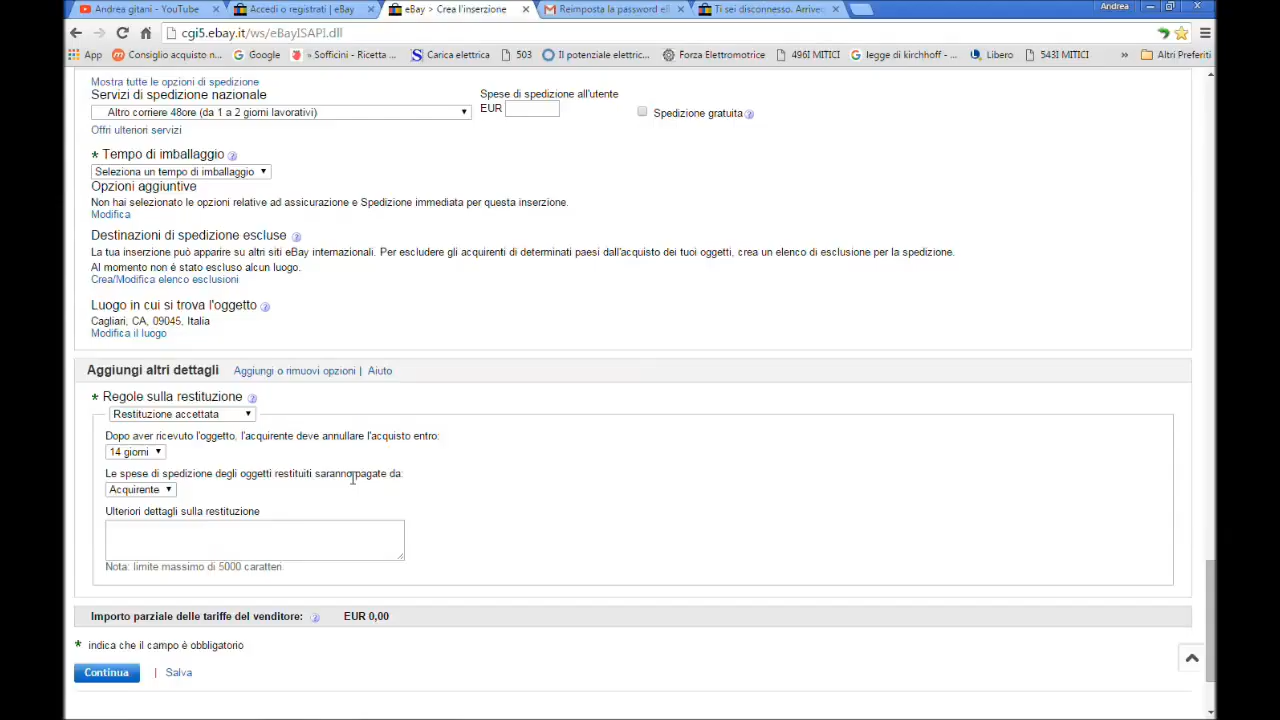 Andrea gitani - YouTube
Accedi o registrati | eBay
eBay > Crea l'inserzione
Reimposta la password ell
Ti sei disconnesso. Arrive
Andrea
cgi5.ebay.it/ws/eBayISAPI.dll
App
Consiglio acquisto n...
Google
» Sofficini - Ricetta ...
Carica elettrica
503
Il potenziale elettric...
Forza Elettromotrice
496I MITICI
legge di kirchhoff - ...
Libero
543I MITICI
»
Altri Preferiti
Mostra tutte le opzioni di spedizione
Servizi di spedizione nazionale
Spese di spedizione all'utente
Altro corriere 48ore (da 1 a 2 giorni lavorativi)
EUR
Spedizione gratuita
Offri ulteriori servizi
* Tempo di imballaggio
Seleziona un tempo di imballaggio
Opzioni aggiuntive
Non hai selezionato le opzioni relative ad assicurazione e Spedizione immediata per questa inserzione.
Modifica
Destinazioni di spedizione escluse
La tua inserzione può apparire su altri siti eBay internazionali. Per escludere gli acquirenti di determinati paesi dall'acquisto dei tuoi oggetti, crea un elenco di esclusione per la spedizione.
Al momento non è stato escluso alcun luogo.
Crea/Modifica elenco esclusioni
Luogo in cui si trova l'oggetto
Cagliari, CA, 09045, Italia
Modifica il luogo
Aggiungi altri dettagli
Aggiungi o rimuovi opzioni | Aiuto
* Regole sulla restituzione
Restituzione accettata
Dopo aver ricevuto l'oggetto, l'acquirente deve annullare l'acquisto entro:
14 giorni
Le spese di spedizione degli oggetti restituiti saranno pagate da:
Acquirente
Ulteriori dettagli sulla restituzione
Nota: limite massimo di 5000 caratteri.
Importo parziale delle tariffe del venditore:
EUR 0,00
* indica che il campo è obbligatorio
Continua
| Salva